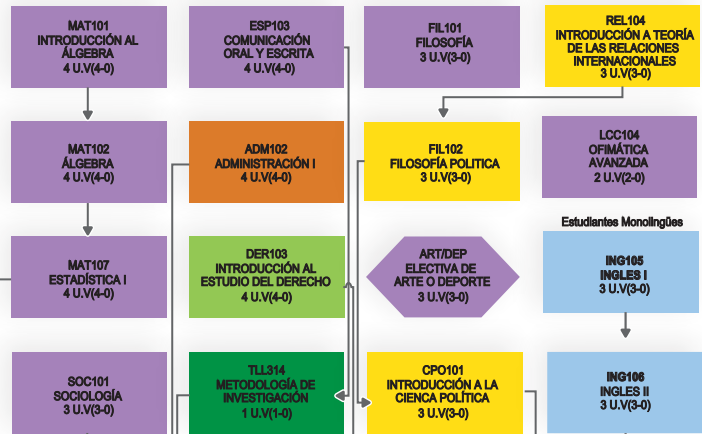 MAT101
INTRODUCCIÓN AL
ÁLGEBRA
4 U.V(4-0)
ESP103
COMUNICACIÓN
ORAL Y ESCRITA
4 U.V(4-0)
FIL101
FILOSOFÍA
3 U.V(3-0)
REL104
INTRODUCCIÓN A TEORÍA
DE LAS RELACIONES
INTERNACIONALES
3 U.V(3-0)
MAT102
ÁLGEBRA
4 U.V(4-0)
ADM102
ADMINISTRACIÓN I
4 U.V(4-0)
FIL102
FILOSOFÍA POLITICA
3 U.V(3-0)
LCC104
OFIMÁTICA
AVANZADA
2 U.V(2-0)
Estudiantes Monolingües
MAT107
ESTADÍSTICA I
4 U.V(4-0)
DER103
INTRODUCCIÓN AL
ESTUDIO DEL DERECHO
4 U.V(4-0)
ART/DEP
ELECTIVA DE
ARTE O DEPORTE
3 U.V(3-0)
ING105
INGLES I
3 U.V(3-0)
SOC101
SOCIOLOGÍA
3 U.V(3-0)
TLL314
METODOLOGÍA DE
INVESTIGACIÓN
1 U.V(1-0)
CPO101
INTRODUCCIÓN A LA
CIENCA POLÍTICA
3 U.V(3-0)
ING106
INGLES II
3 U.V(3-0)